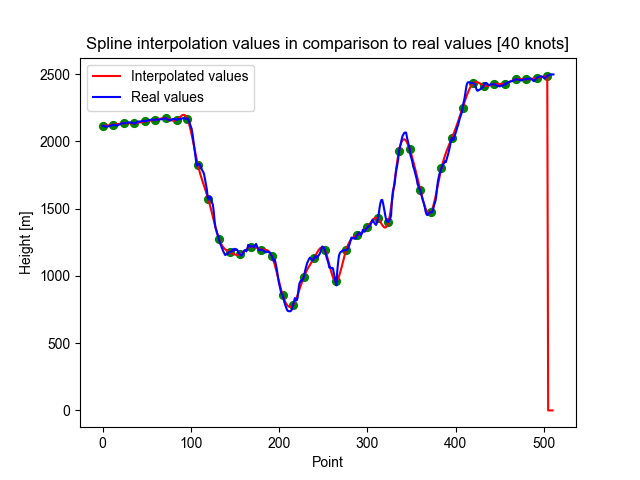 Spline interpolation values in comparison to real values [40 knots]
Interpolated values
Real values
2500
2000
1500
1000
500
0
Height [m]
0 100 200 300 400 500
Point